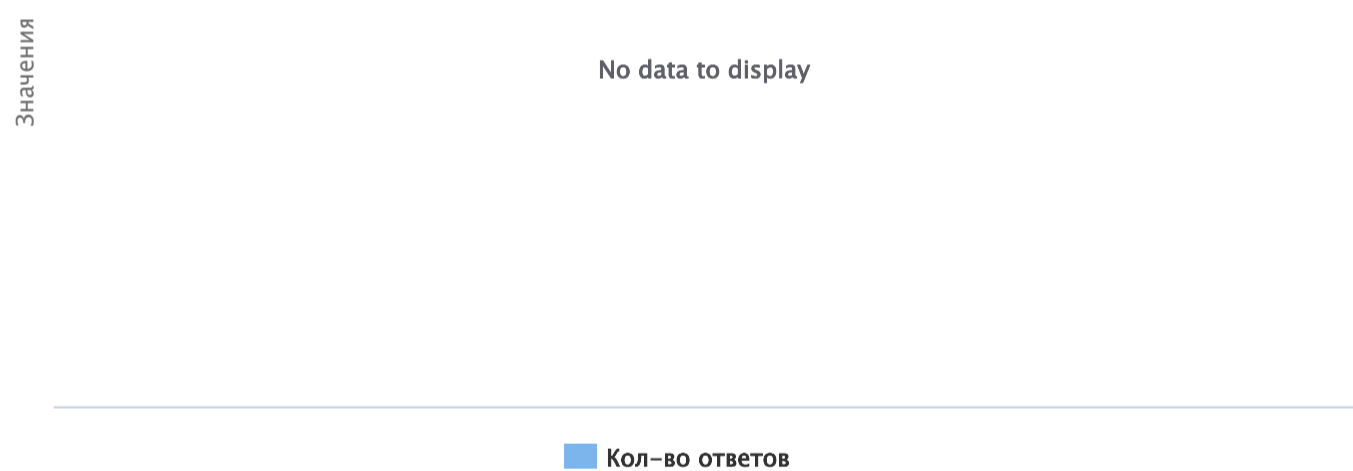 Значения
No data to display
Кол-во ответов